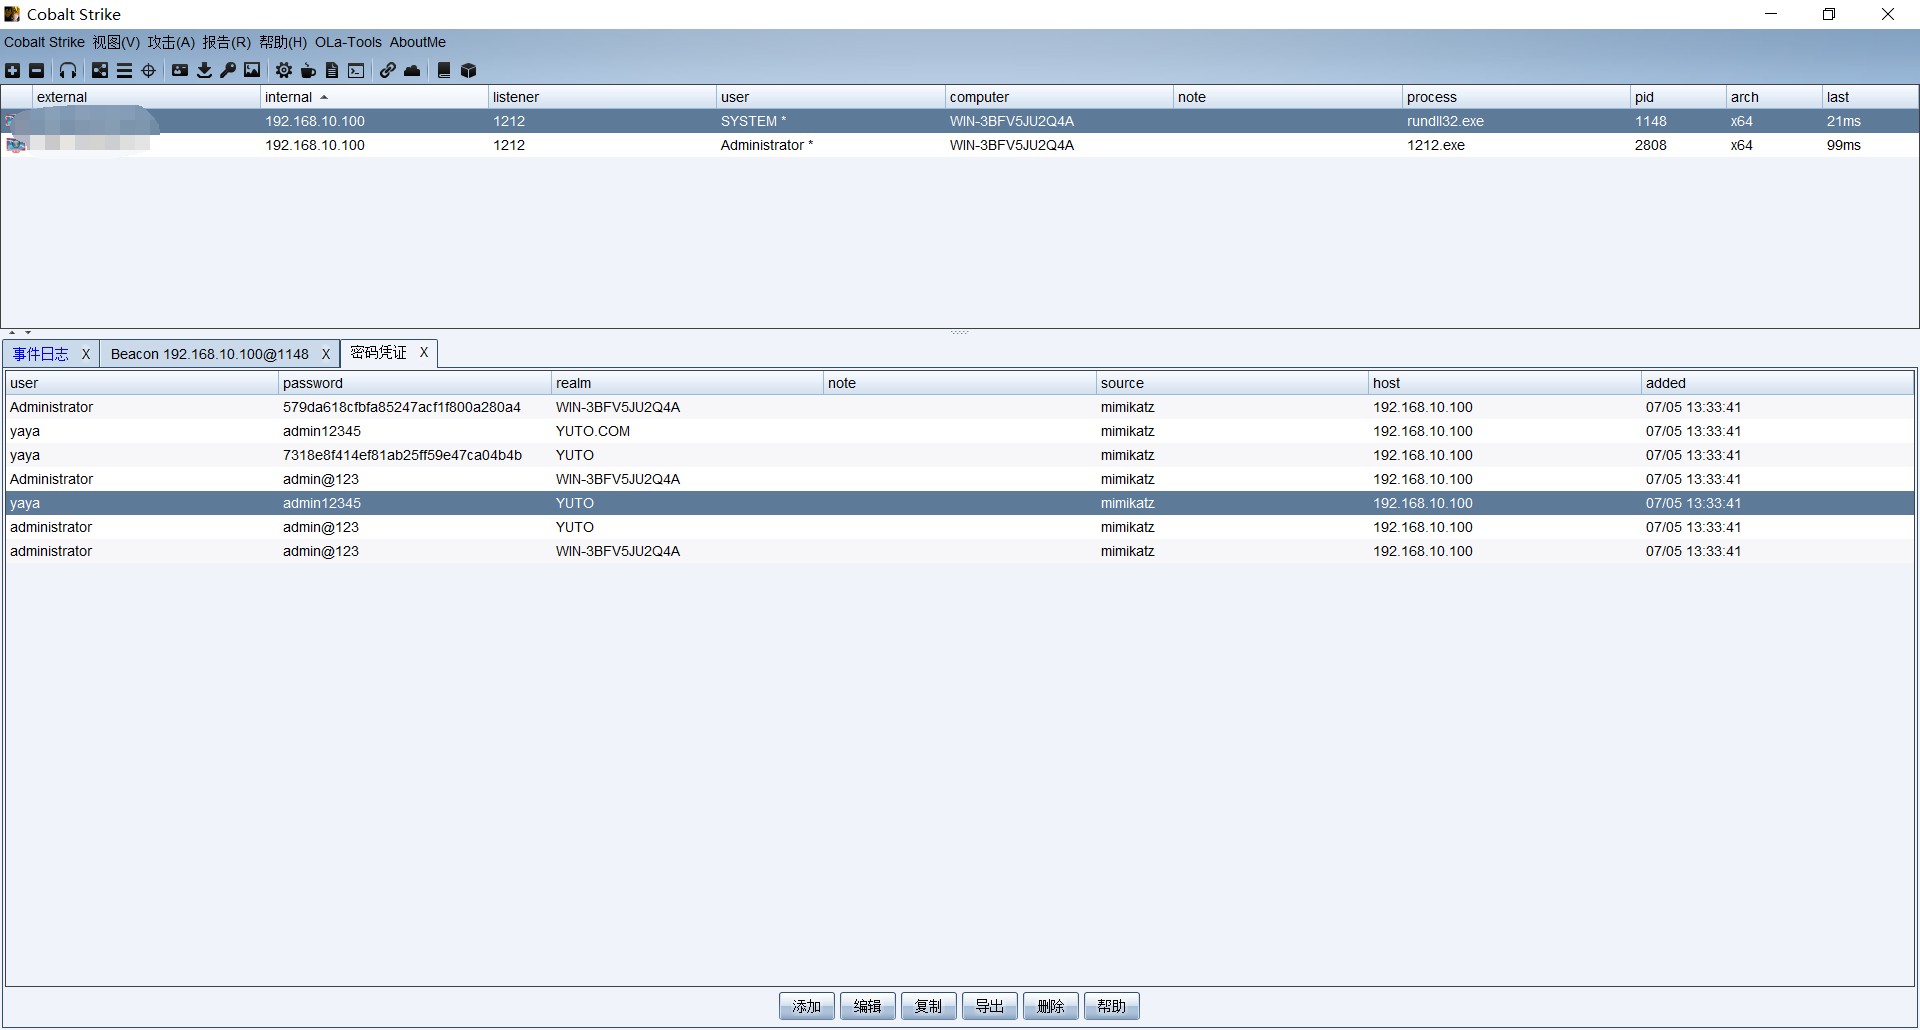 Cobalt Strike
Cobalt Strike 视图(V) 攻击(A) 报告(R) 帮助(H) OLa-Tools AboutMe
external internal listener user computer note process pid arch last
192.168.10.100 1212 SYSTEM * WIN-3BFV5JU2Q4A rundll32.exe 1148 x64 21ms
192.168.10.100 1212 Administrator * WIN-3BFV5JU2Q4A 1212.exe 2808 x64 99ms
事件日志 X Beacon 192.168.10.100@1148 X 密码凭证 X
user password realm note source host added
Administrator 579da618cfbfa85247acf1f800a280a4 WIN-3BFV5JU2Q4A mimikatz 192.168.10.100 07/05 13:33:41
yaya admin12345 YUTO.COM mimikatz 192.168.10.100 07/05 13:33:41
yaya 7318e8f414ef81ab25ff59e47ca04b4b YUTO mimikatz 192.168.10.100 07/05 13:33:41
Administrator admin@123 WIN-3BFV5JU2Q4A mimikatz 192.168.10.100 07/05 13:33:41
yaya admin12345 YUTO mimikatz 192.168.10.100 07/05 13:33:41
administrator admin@123 YUTO mimikatz 192.168.10.100 07/05 13:33:41
administrator admin@123 WIN-3BFV5JU2Q4A mimikatz 192.168.10.100 07/05 13:33:41
添加 编辑 复制 导出 删除 帮助